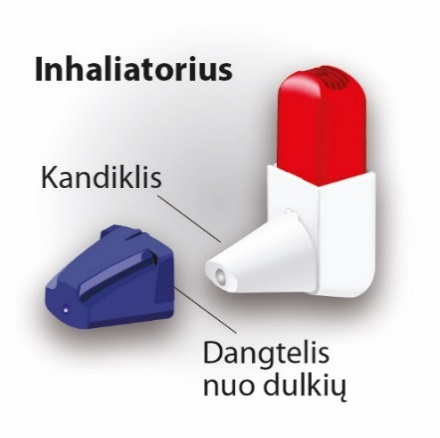 Inhaliatorius
Kandiklis
Dangtelis
nuo dulkių